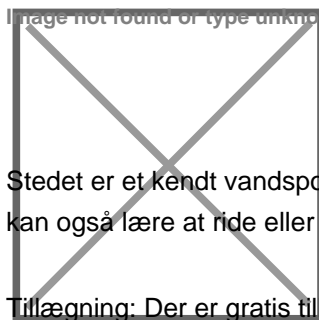 Image not found or type unkno
Stedet er et kendt vandspo
kan også lære at ride eller
Tillægning: Der er gratis til